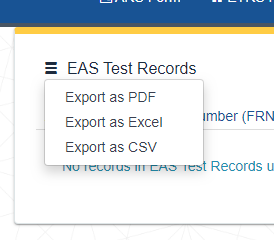 EAS Test Records
Export as PDF
Export as Excel
umber (FRN
Export as CSV
No records in EAS Test Records u